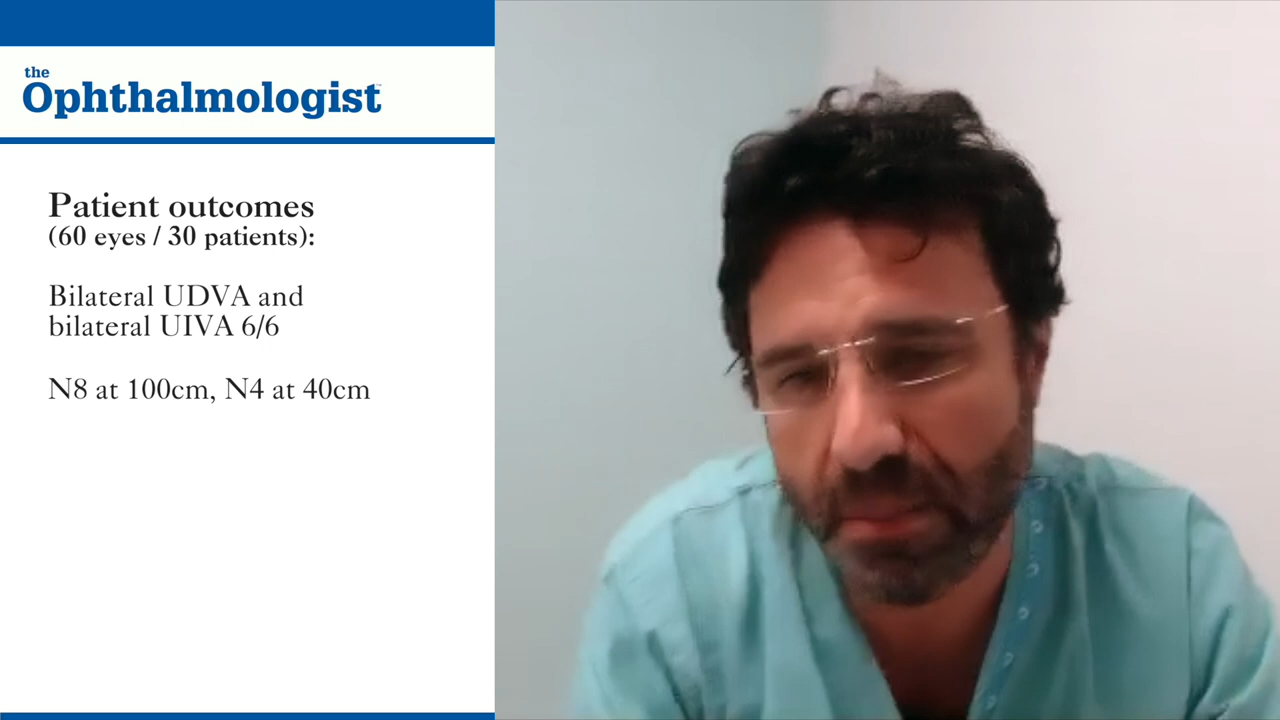 the
Ophthalmologist
Patient outcomes
(60 eyes / 30 patients):
Bilateral UDVA and
bilateral UIVA 6/6
N8 at 100cm, N4 at 40cm